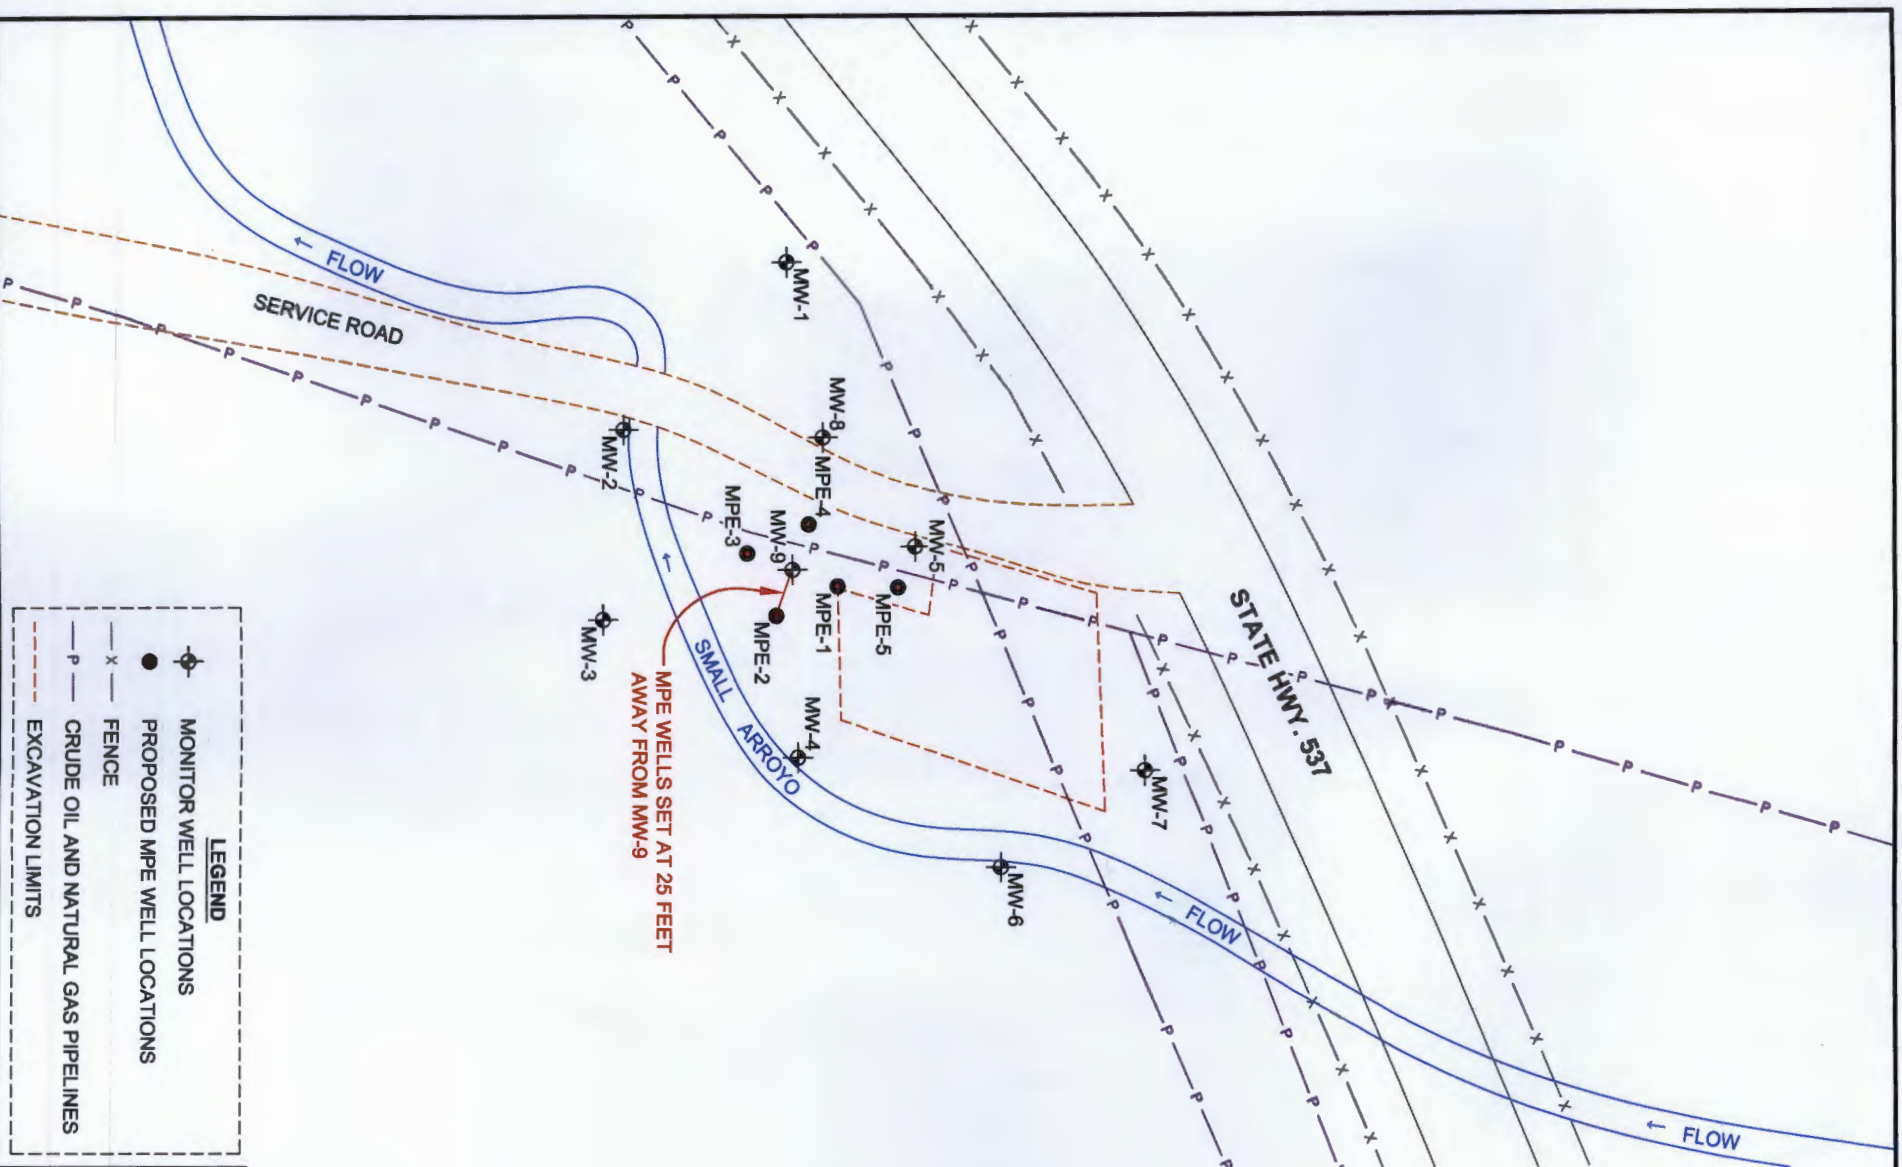 STATE HWY. 537
FLOW
FLOW
FLOW
SMALL ARROYO
SERVICE ROAD
MW-1
MW-8
MPE-4
MW-2
MPE-3
MW-9
MW-5
MPE-1
MPE-5
MPE-2
MW-3
MW-4
MW-7
MW-6
MPE WELLS SET AT 25 FEET
AWAY FROM MW-9
LEGEND
MONITOR WELL LOCATIONS
PROPOSED MPE WELL LOCATIONS
X FENCE
P CRUDE OIL AND NATURAL GAS PIPELINES
EXCAVATION LIMITS